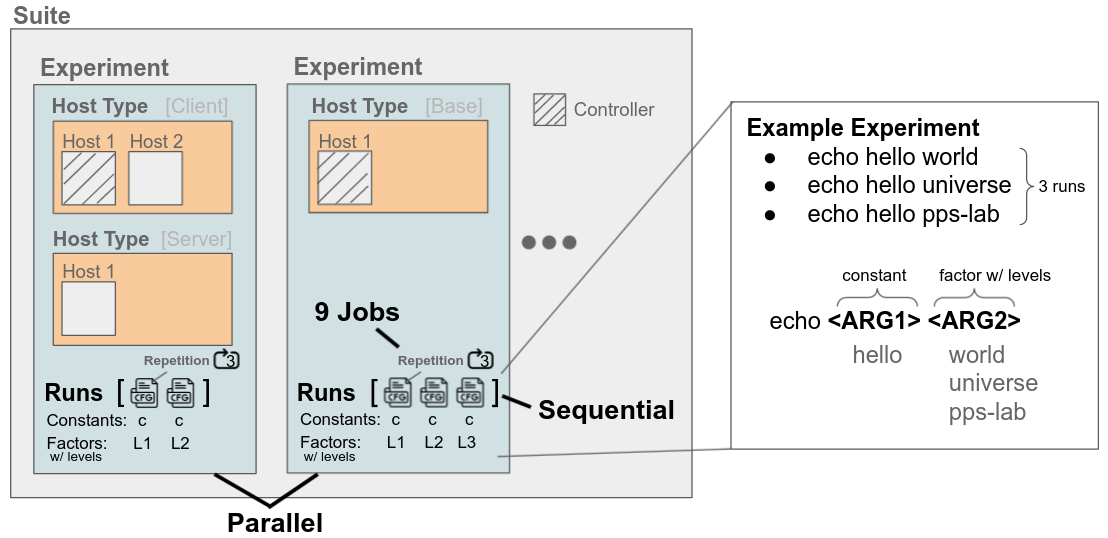 Suite
Experiment
Host Type [Client]
Host 1 Host 2
Host Type [Server]
Host 1
Repetition 3
Runs [ CFG CFG ]
Constants: c c
Factors: L1 L2
w/ levels
Experiment
Host Type [Base]
Host 1
9 Jobs
Repetition 3
Runs [ CFG CFG CFG ]
Constants: c c c
Factors: L1 L2 L3
w/ levels
Controller
Sequential
Parallel
Example Experiment
● echo hello world
● echo hello universe
● echo hello pps-lab
3 runs
constant factor w/ levels
echo <ARG1> <ARG2>
hello world
universe
pps-lab